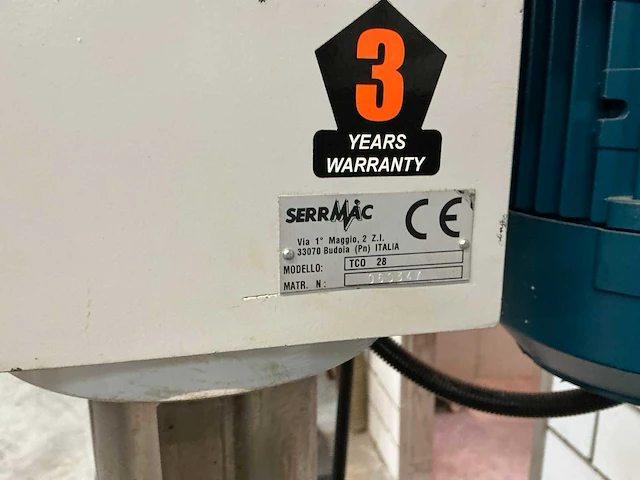 3
YEARS
WARRANTY
SERRMAC CE
Via 1° Maggio, 2 Z.I.
33070 Budoia (Pn) ITALIA
MODELLO: TCO 28
MATR. N.: